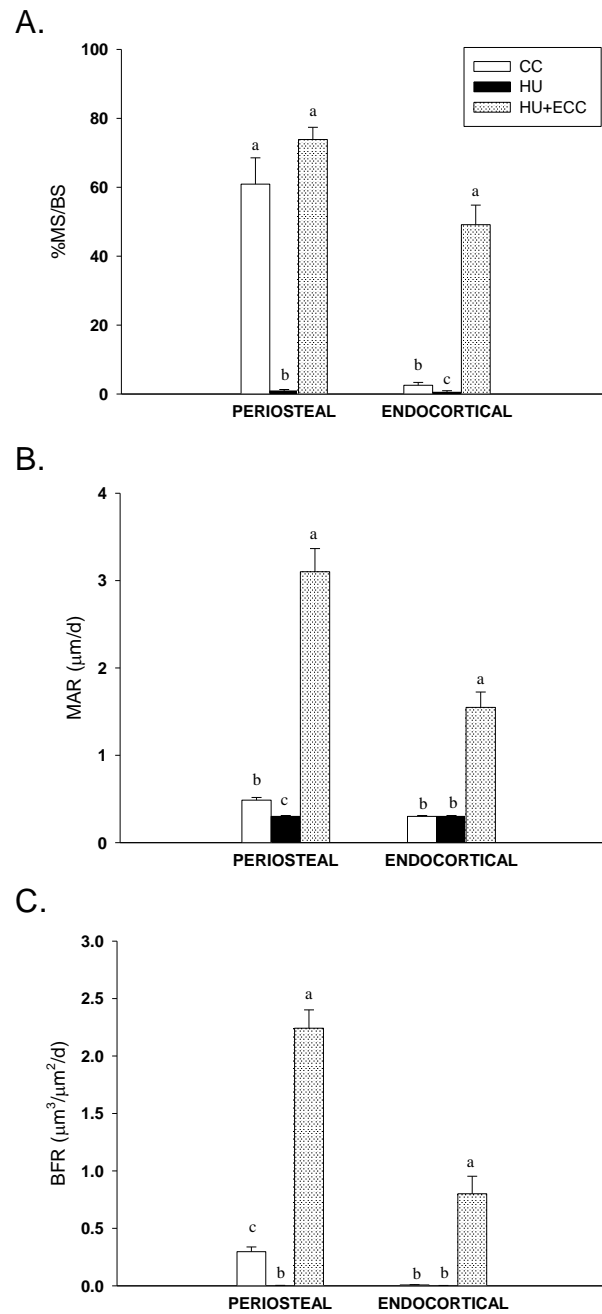 A.
100
80
60
40
20
0
%MS/BS
CC
HU
HU+ECC
a
b
a
b
c
a
PERIOSTEAL ENDOCORTICAL
B.
4
3
2
1
0
MAR (μm/d)
b
c
a
b
b
a
PERIOSTEAL ENDOCORTICAL
C.
3.0
2.5
2.0
1.5
1.0
0.5
0.0
BFR (μm³/μm²/d)
c
b
a
b
b
a
PERIOSTEAL ENDOCORTICAL